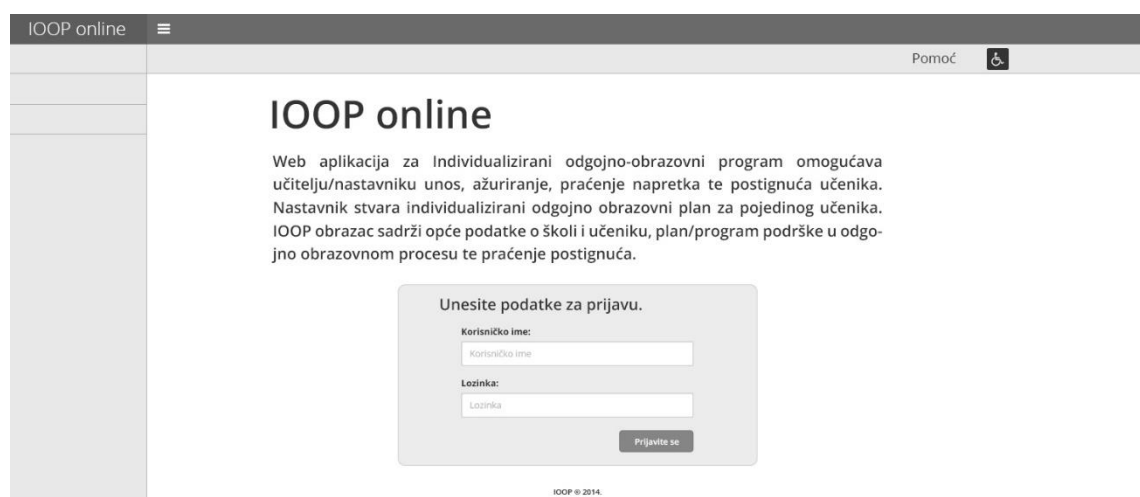 IOOP online
Pomoć
IOOP online
Web aplikacija za Individualizirani odgojno-obrazovni program omogućava
učitelju/nastavniku unos, ažuriranje, praćenje napretka te postignuća učenika.
Nastavnik stvara individualizirani odgojno obrazovni plan za pojedinog učenika.
IOOP obrazac sadrži opće podatke o školi i učeniku, plan/program podrške u odgo-
jno obrazovnom procesu te praćenje postignuća.
Unesite podatke za prijavu.
Korisničko ime:
Korisničko ime
Lozinka:
Lozinka
Prijavite se
IOOP © 2014.